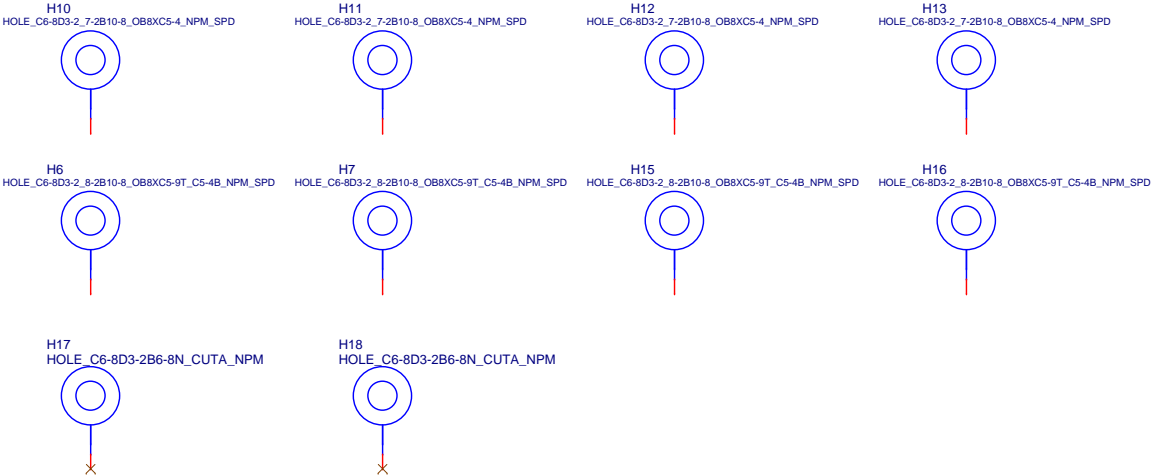 H10
HOLE_C6-8D3-2_7-2B10-8_OB8XC5-4_NPM_SPD
H11
HOLE_C6-8D3-2_7-2B10-8_OB8XC5-4_NPM_SPD
H12
HOLE_C6-8D3-2_7-2B10-8_OB8XC5-4_NPM_SPD
H13
HOLE_C6-8D3-2_7-2B10-8_OB8XC5-4_NPM_SPD
H6
HOLE_C6-8D3-2_8-2B10-8_OB8XC5-9T_C5-4B_NPM_SPD
H7
HOLE_C6-8D3-2_8-2B10-8_OB8XC5-9T_C5-4B_NPM_SPD
H15
HOLE_C6-8D3-2_8-2B10-8_OB8XC5-9T_C5-4B_NPM_SPD
H16
HOLE_C6-8D3-2_8-2B10-8_OB8XC5-9T_C5-4B_NPM_SPD
H17
HOLE_C6-8D3-2B6-8N_CUTA_NPM
H18
HOLE_C6-8D3-2B6-8N_CUTA_NPM